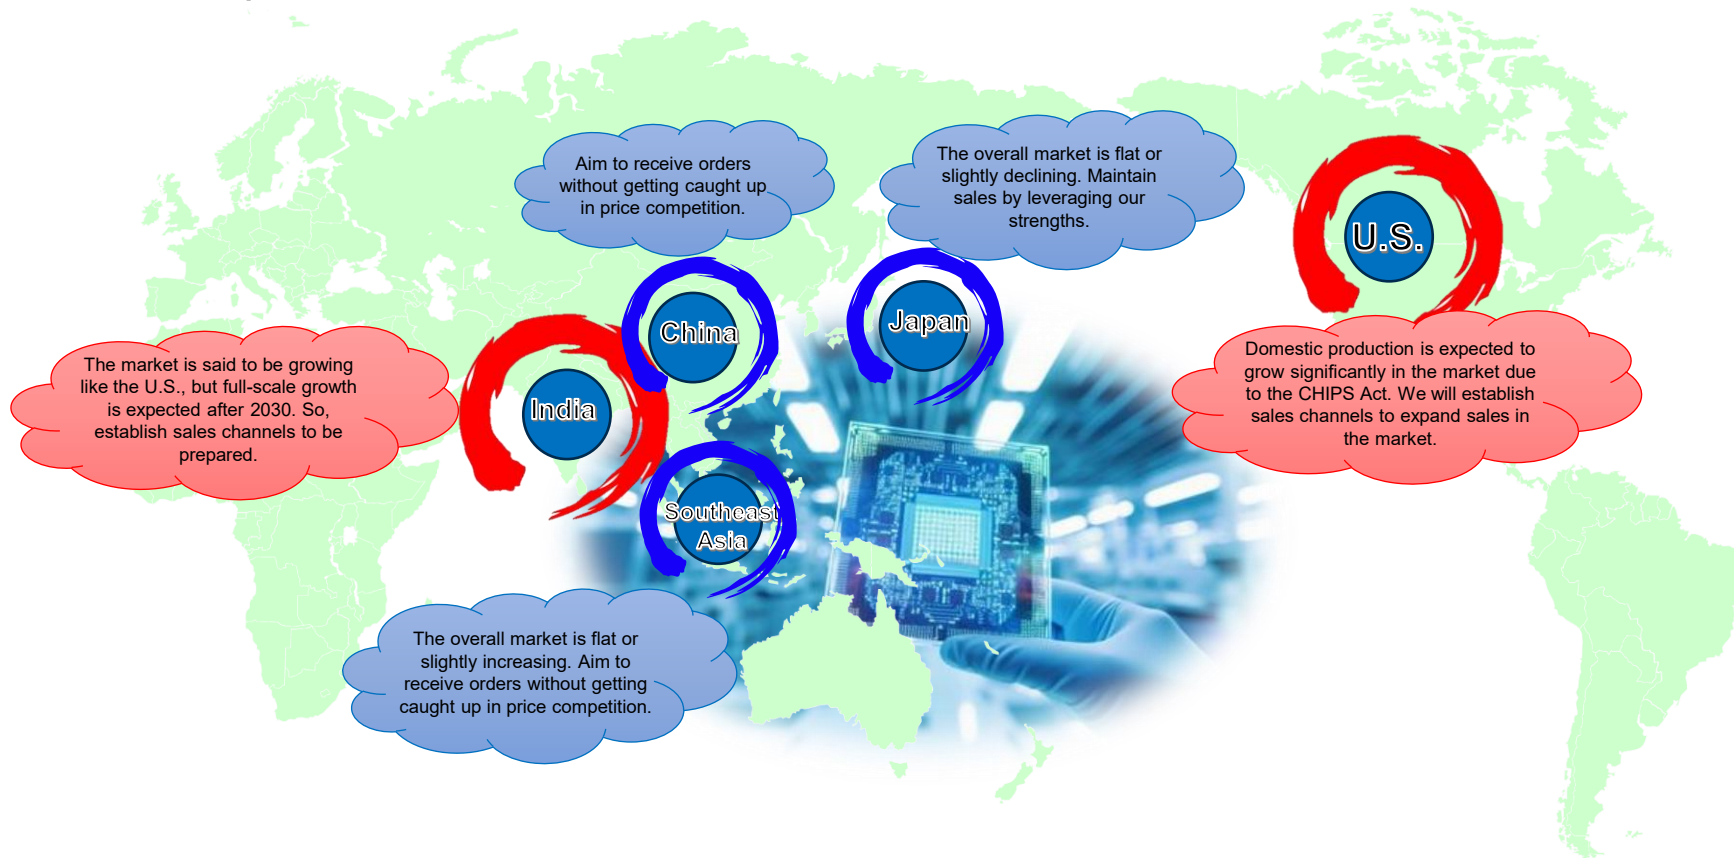 Aim to receive orders
without getting caught up
in price competition.
The overall market is flat or
slightly declining. Maintain
sales by leveraging our
strengths.
U.S.
China
Japan
The market is said to be growing
like the U.S., but full-scale growth
is expected after 2030. So,
establish sales channels to be
prepared.
India
Domestic production is expected to
grow significantly in the market due
to the CHIPS Act. We will establish
sales channels to expand sales in
the market.
Southeast
Asia
The overall market is flat or
slightly increasing. Aim to
receive orders without getting
caught up in price competition.